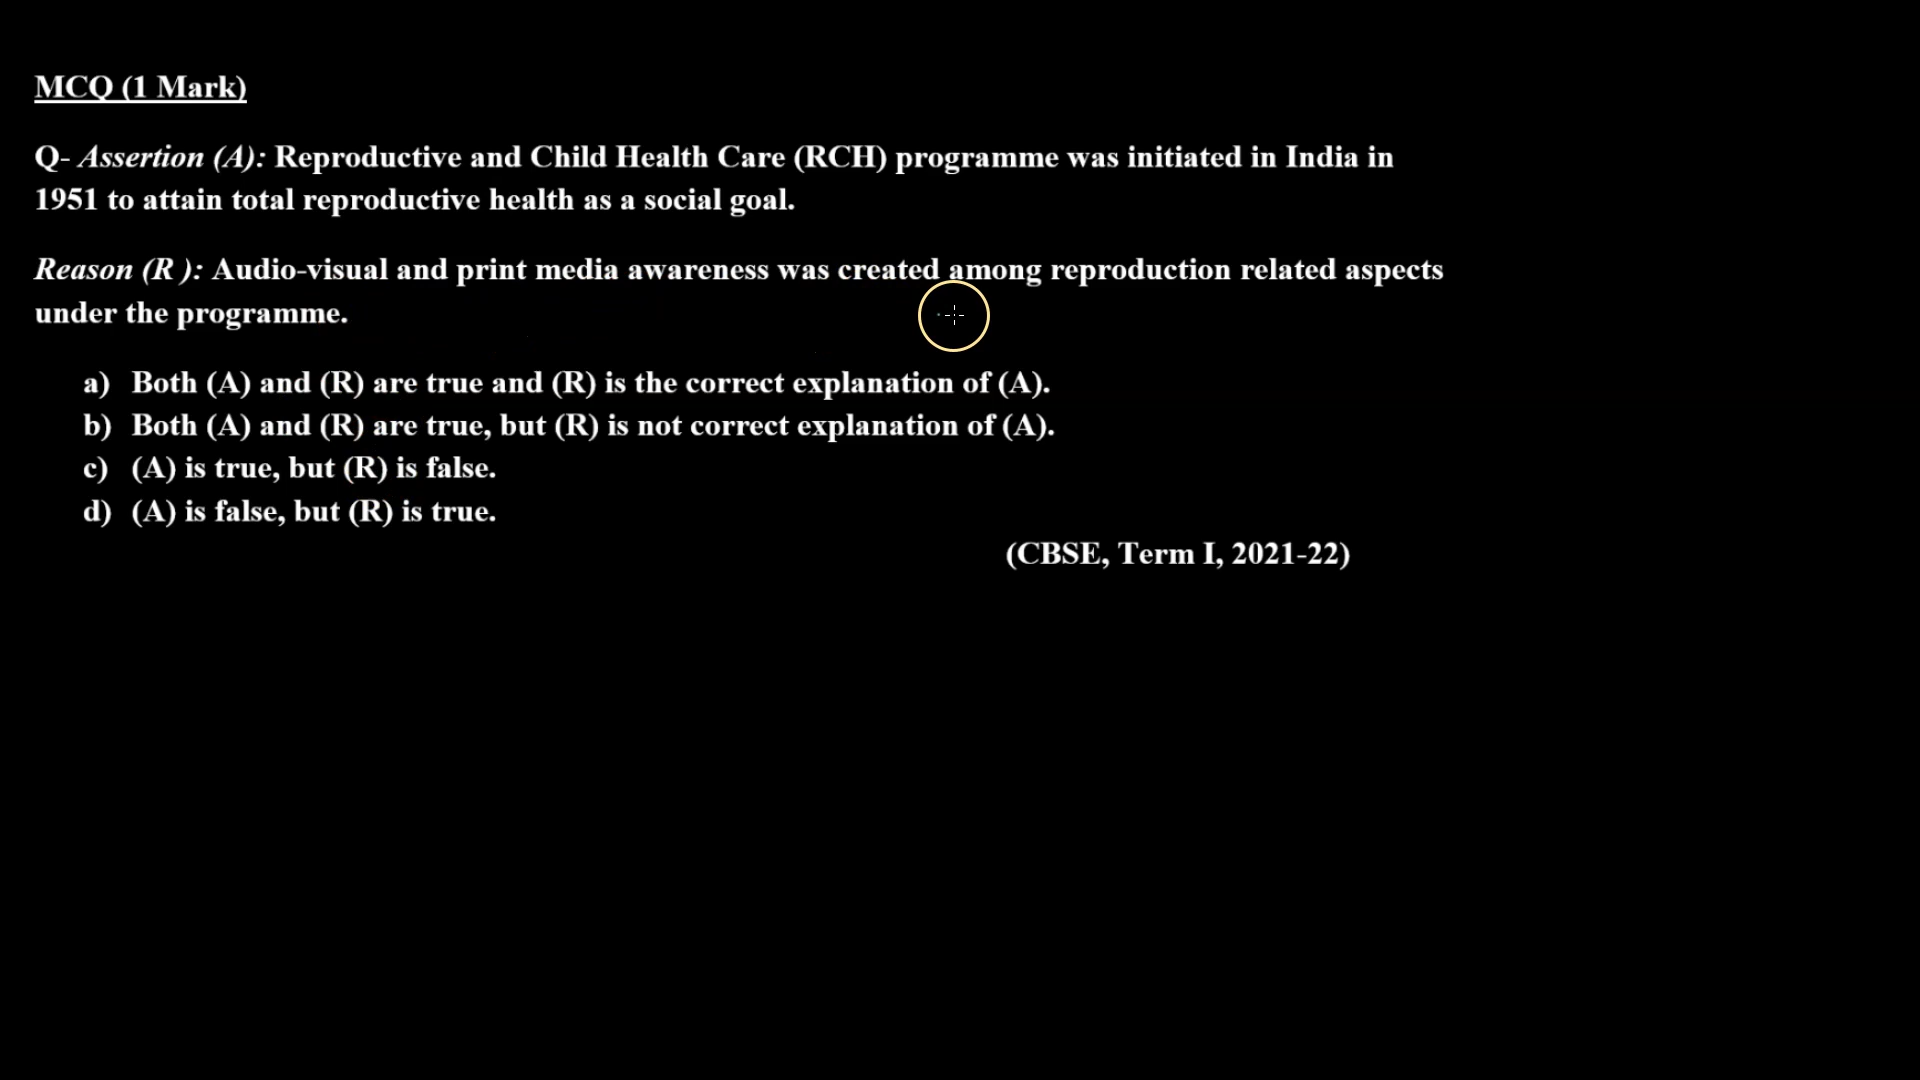 MCQ (1 Mark)
Q- Assertion (A): Reproductive and Child Health Care (RCH) programme was initiated in India in
1951 to attain total reproductive health as a social goal.
Reason (R ): Audio-visual and print media awareness was created among reproduction related aspects
under the programme.
a) Both (A) and (R) are true and (R) is the correct explanation of (A).
b) Both (A) and (R) are true, but (R) is not correct explanation of (A).
c) (A) is true, but (R) is false.
d) (A) is false, but (R) is true.
(CBSE, Term I, 2021-22)